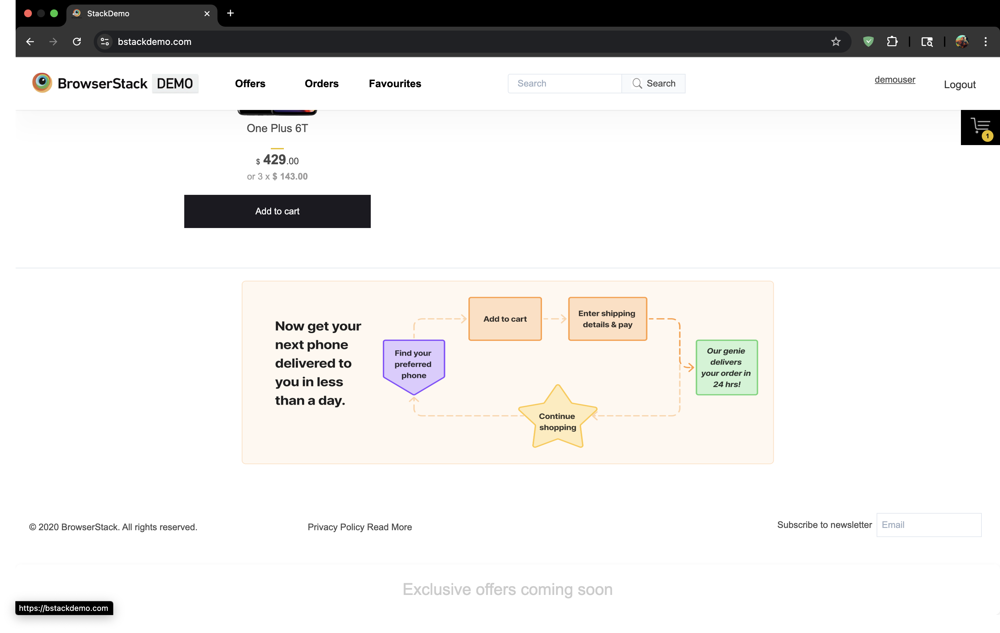 StackDemo
bstackdemo.com
BrowserStack DEMO
Offers
Orders
Favourites
Search
Search
demouser
Logout
1
One Plus 6T
$ 429.00
or 3 x $ 143.00
Add to cart
Now get your
next phone
delivered to
you in less
than a day.
Find your
preferred
phone
Add to cart
Enter shipping
details & pay
Our genie
delivers
your order in
24 hrs!
Continue
shopping
© 2020 BrowserStack. All rights reserved.
Privacy Policy Read More
Subscribe to newsletter
Email
Exclusive offers coming soon
https://bstackdemo.com